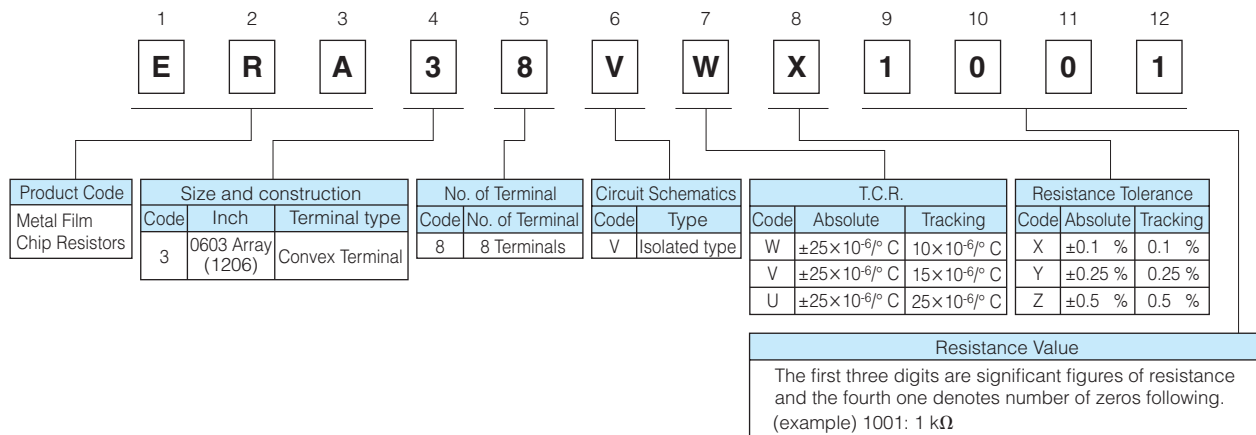 1 2 3 4 5 6 7 8 9 10 11 12
E R A 3 8 V W X 1 0 0 1
Product Code
Metal Film
Chip Resistors
Size and construction
Code Inch Terminal type
3 0603 Array (1206) Convex Terminal
No. of Terminal
Code No. of Terminal
8 8 Terminals
Circuit Schematics
Code Type
V Isolated type
T.C.R.
Code Absolute Tracking
W ±25×10⁻⁶/° C 10×10⁻⁶/° C
V ±25×10⁻⁶/° C 15×10⁻⁶/° C
U ±25×10⁻⁶/° C 25×10⁻⁶/° C
Resistance Tolerance
Code Absolute Tracking
X ±0.1 % 0.1 %
Y ±0.25 % 0.25 %
Z ±0.5 % 0.5 %
Resistance Value
The first three digits are significant figures of resistance
and the fourth one denotes number of zeros following.
(example) 1001: 1 kΩ